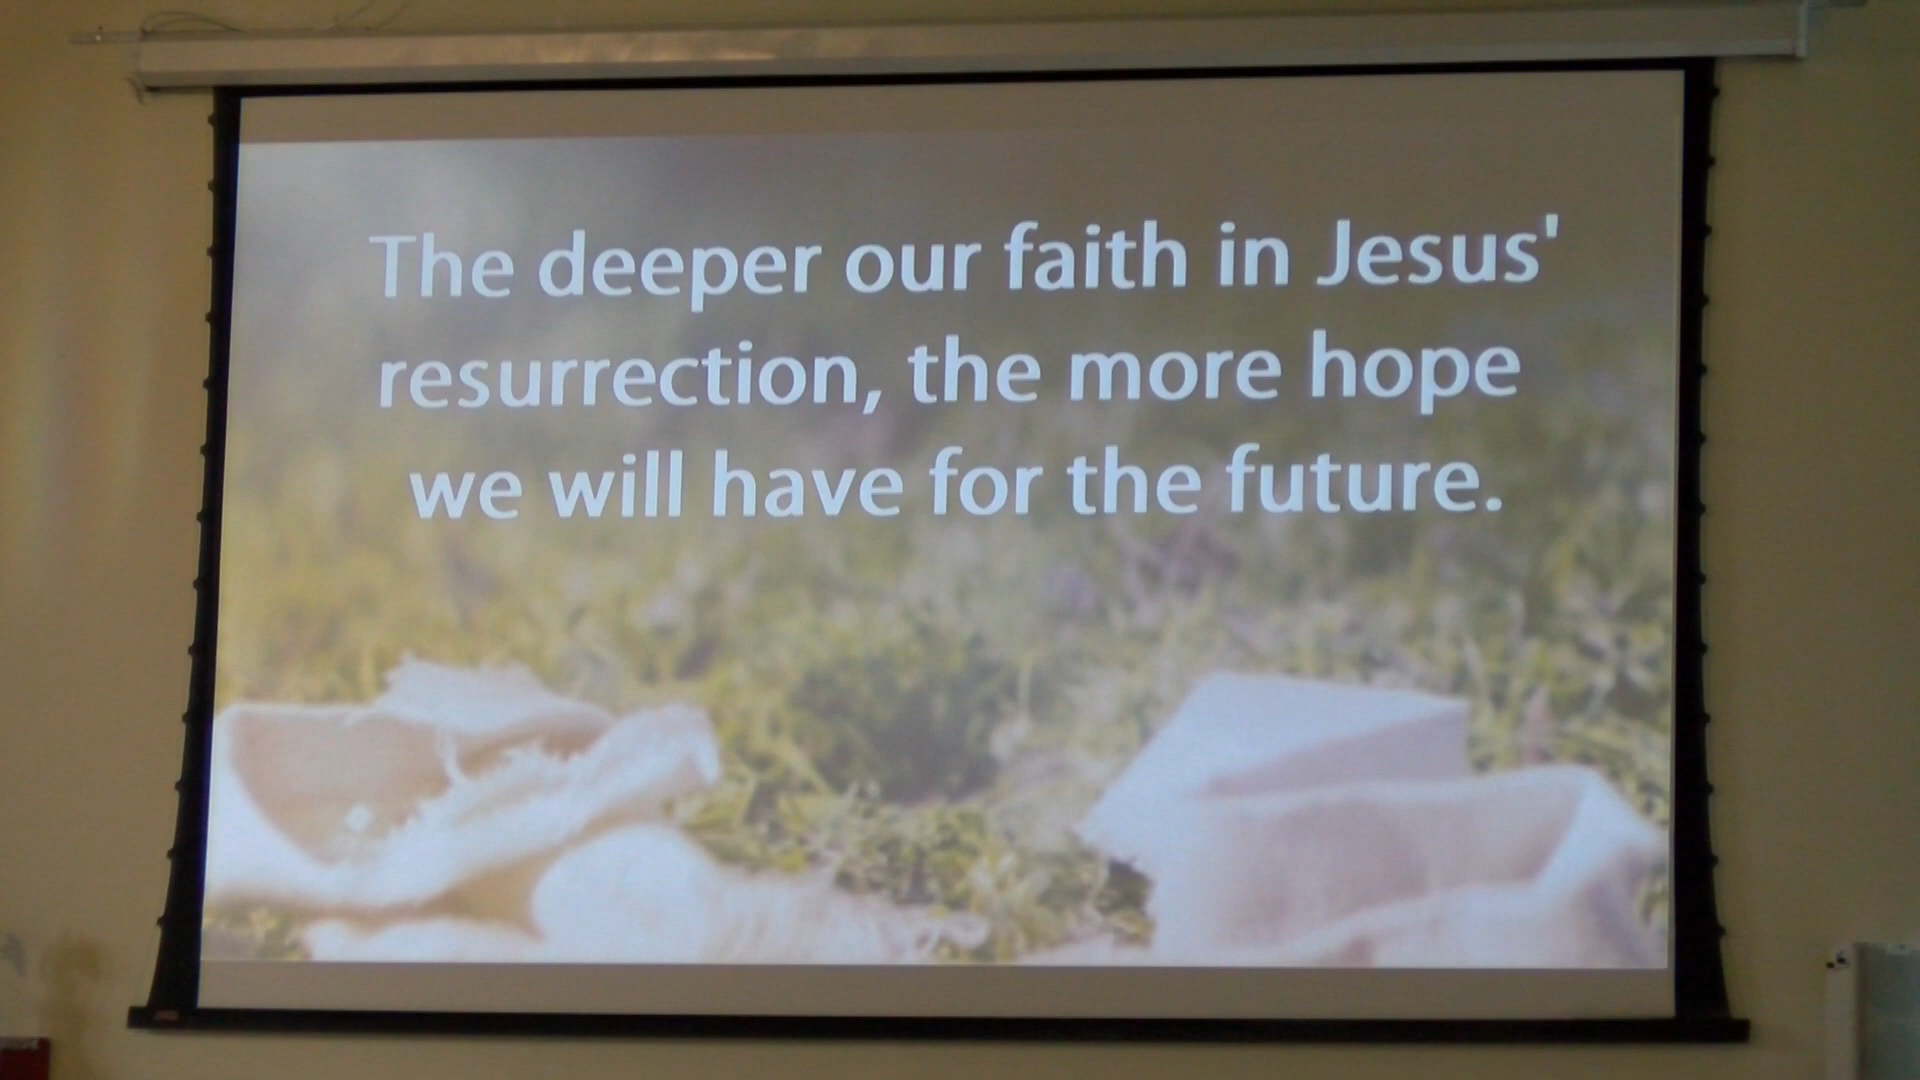 The deeper our faith in Jesus'
resurrection, the more hope
we will have for the future.